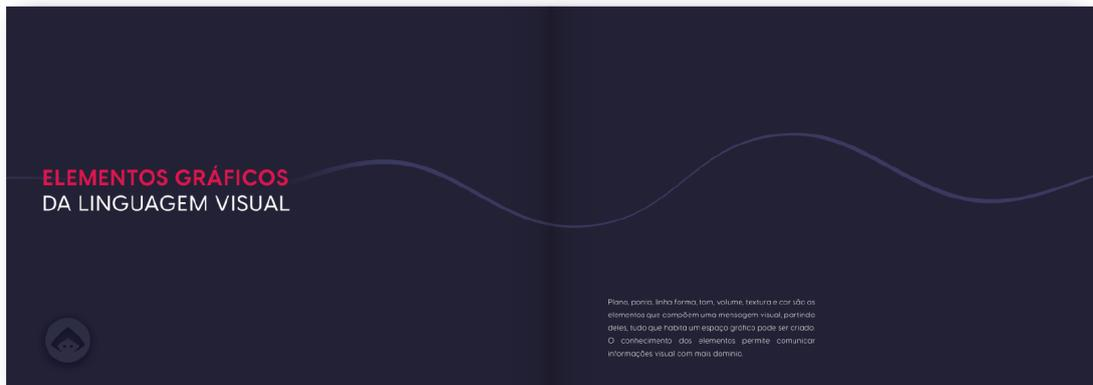 ELEMENTOS GRÁFICOS
DA LINGUAGEM VISUAL
Plano, ponto, linha forma, tom, volume, textura e cor são os
elementos que compõem uma mensagem visual, partindo
deles, tudo que habita um espaço gráfico pode ser criado.
O conhecimento dos elementos permite comunicar
informações visual com mais domínio.